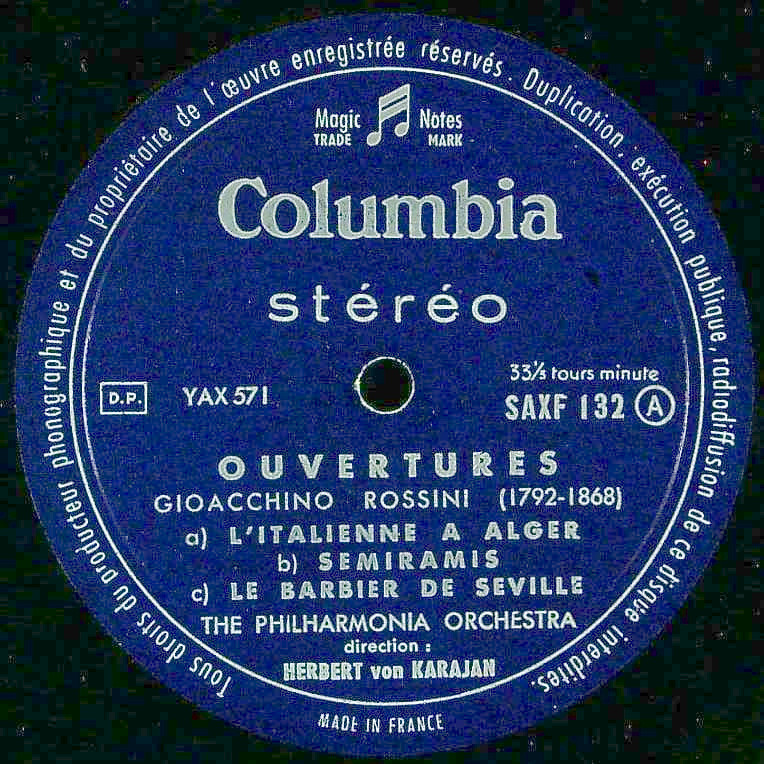 Tous droits du producteur phonographique et du propriétaire de l'œuvre enregistrée réservés. Duplication, exécution publique, radiodiffusion de ce disque interdites.
Magic Notes
TRADE MARK
Columbia
stéréo
33⅓ tours minute
D.P. YAX 571 SAXF 132 A
OUVERTURES
GIOACCHINO ROSSINI (1792-1868)
a) L'ITALIENNE A ALGER
b) SEMIRAMIS
c) LE BARBIER DE SEVILLE
THE PHILHARMONIA ORCHESTRA
direction :
HERBERT von KARAJAN
MADE IN FRANCE